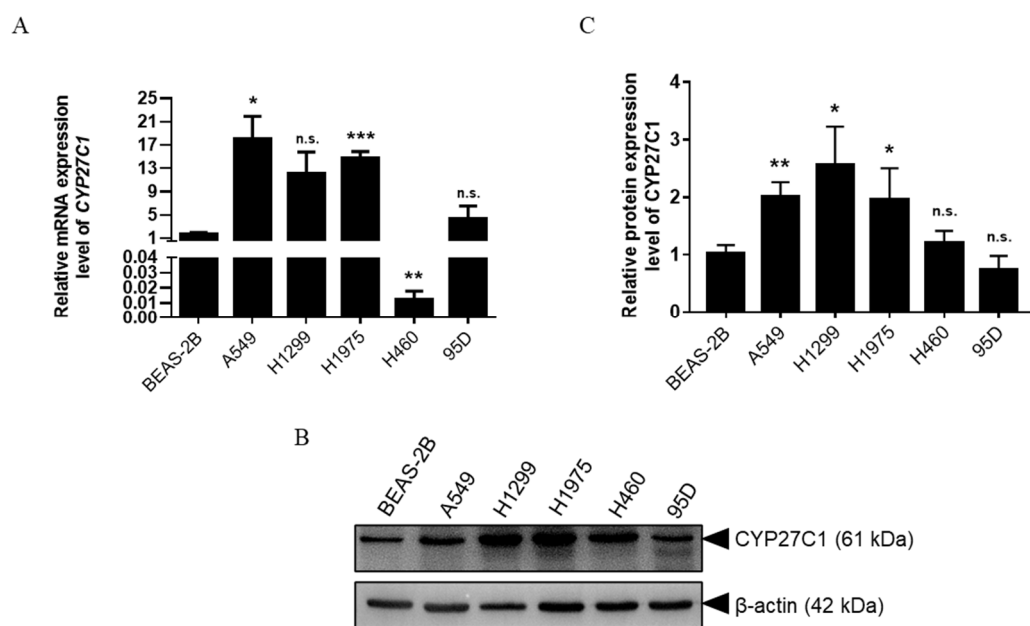 A
Relative mRNA expression
level of CYP27C1
25
21
17
13
9
5
1
0.04
0.03
0.02
0.01
0.00
*
n.s.
***
**
n.s.
BEAS-2B
A549
H1299
H1975
H460
95D
C
Relative protein expression
level of CYP27C1
4
3
2
1
0
**
*
*
n.s.
n.s.
BEAS-2B
A549
H1299
H1975
H460
95D
B
BEAS-2B
A549
H1299
H1975
H460
95D
CYP27C1 (61 kDa)
β-actin (42 kDa)